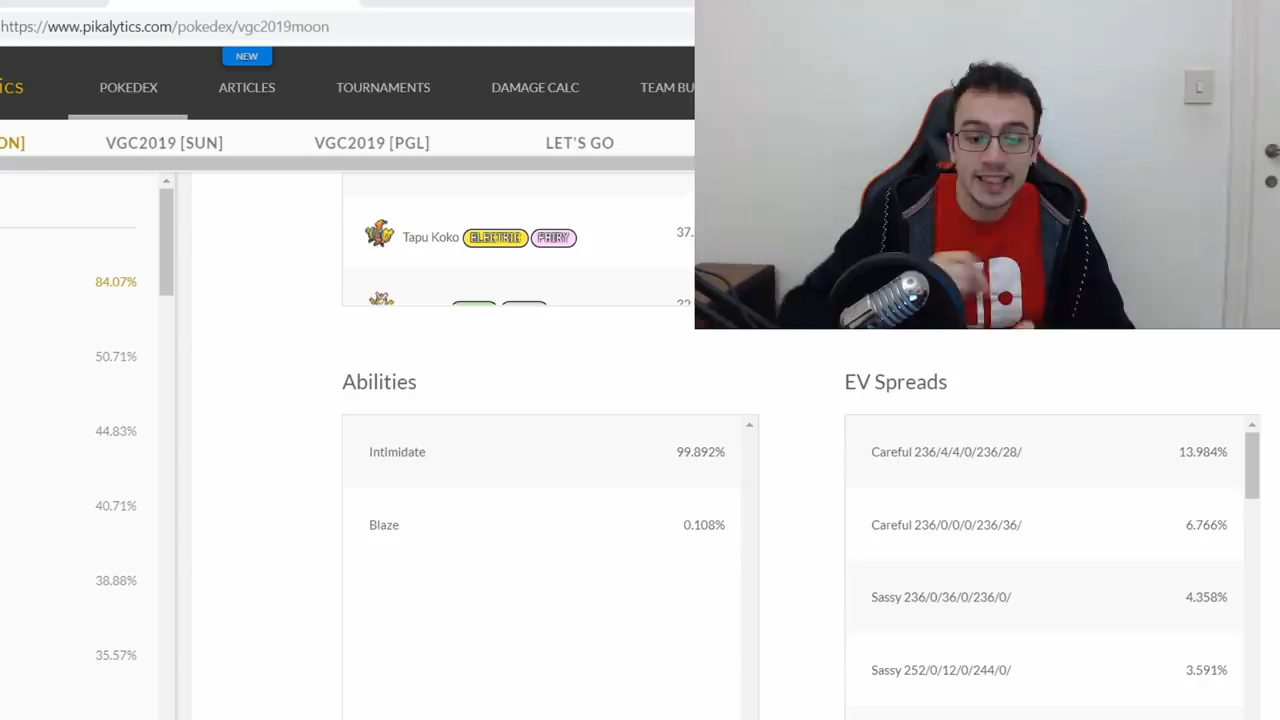 https://www.pikalytics.com/pokedex/vgc2019moon
NEW
ics POKEDEX ARTICLES TOURNAMENTS DAMAGE CALC TEAM BU
ON] VGC2019 [SUN] VGC2019 [PGL] LET'S GO
Tapu Koko ELECTRIC FAIRY 37.
84.07%
50.71%
44.83%
40.71%
38.88%
35.57%
Abilities
Intimidate 99.892%
Blaze 0.108%
EV Spreads
Careful 236/4/4/0/236/28/ 13.984%
Careful 236/0/0/0/236/36/ 6.766%
Sassy 236/0/36/0/236/0/ 4.358%
Sassy 252/0/12/0/244/0/ 3.591%